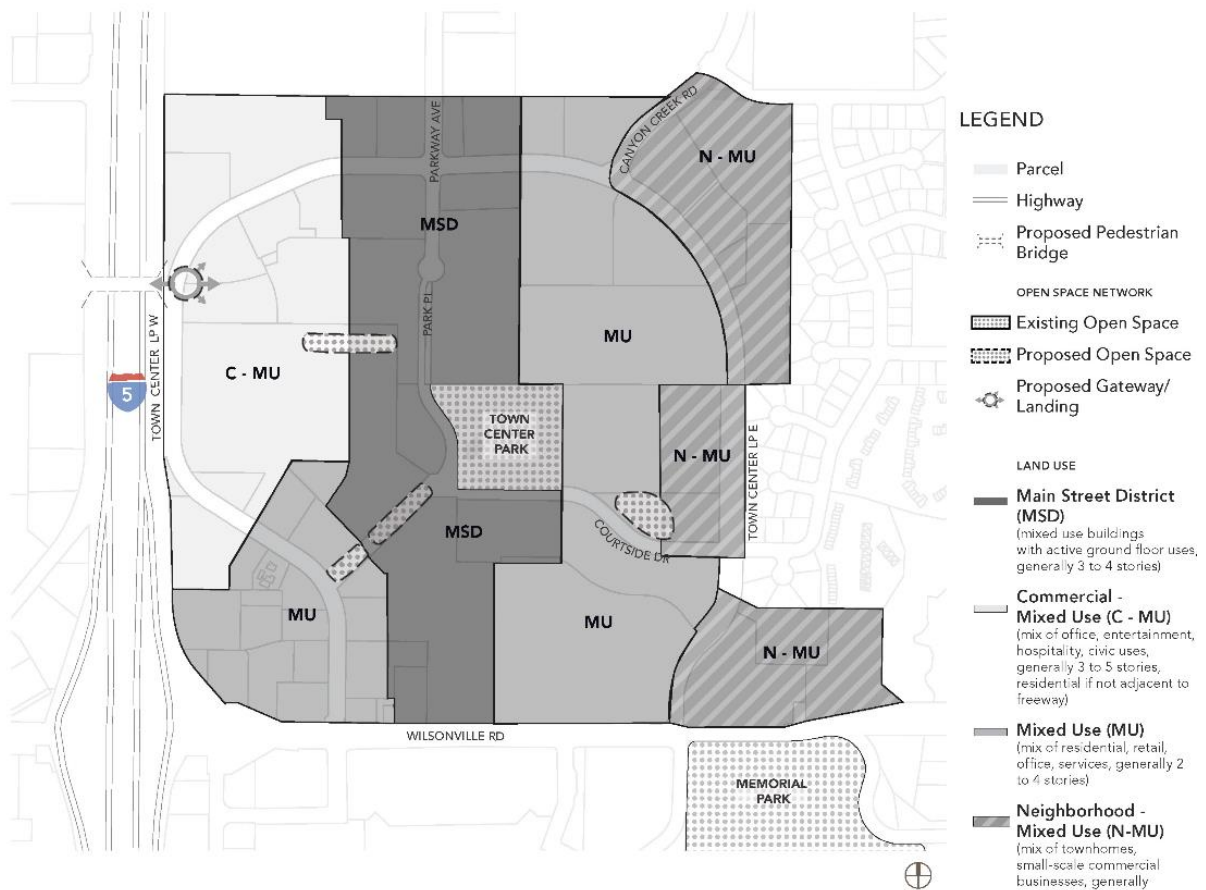 CANYON CREEK RD
PARKWAY AVE
N - MU
MSD
PARK PL
TOWN CENTER LP W
MU
C - MU
5
TOWN
CENTER
PARK
N - MU
TOWN CENTER LP E
MSD
COURTSIDE DR
MU
MU
N - MU
WILSONVILLE RD
MEMORIAL
PARK
LEGEND
Parcel
Highway
Proposed Pedestrian
Bridge
OPEN SPACE NETWORK
Existing Open Space
Proposed Open Space
Proposed Gateway/
Landing
LAND USE
Main Street District
(MSD)
(mixed use buildings
with active ground floor uses,
generally 3 to 4 stories)
Commercial -
Mixed Use (C - MU)
(mix of office, entertainment,
hospitality, civic uses,
generally 3 to 5 stories,
residential if not adjacent to
freeway)
Mixed Use (MU)
(mix of residential, retail,
office, services, generally 2
to 4 stories)
Neighborhood -
Mixed Use (N-MU)
(mix of townhomes,
small-scale commercial
businesses, generally